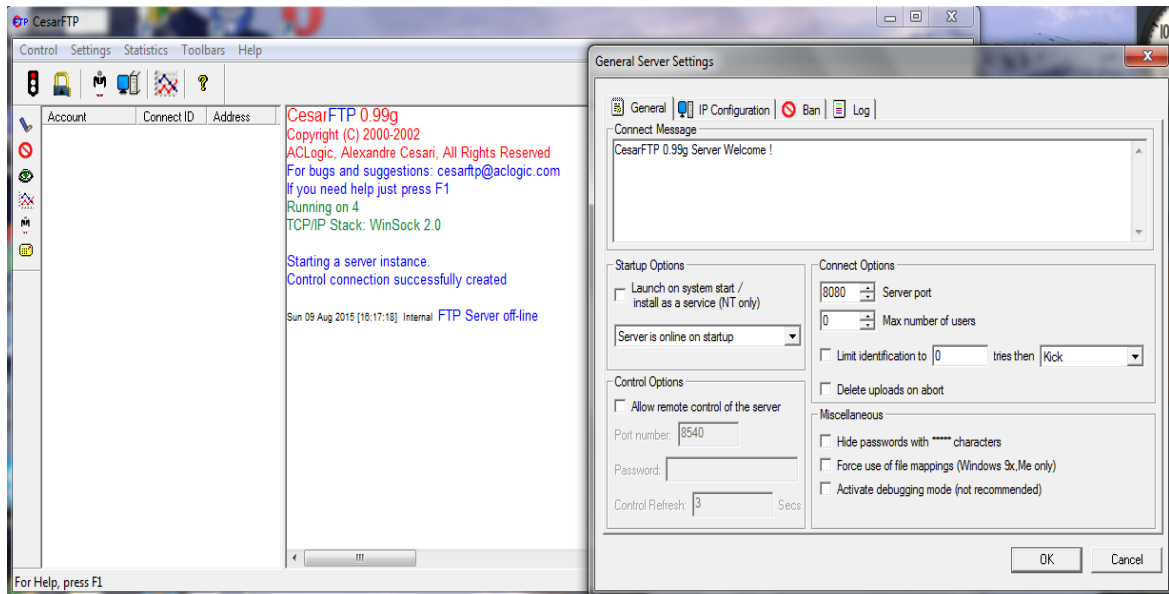 CesarFTP
Control Settings Statistics Toolbars Help
Account Connect ID Address
CesarFTP 0.99g
Copyright (C) 2000-2002
ACLogic, Alexandre Cesari, All Rights Reserved
For bugs and suggestions: cesarftp@aclogic.com
If you need help just press F1
Running on 4
TCP/IP Stack: WinSock 2.0
Starting a server instance.
Control connection successfully created
Sun 09 Aug 2015 [16:17:18] Internal FTP Server off-line
For Help, press F1
General Server Settings
General IP Configuration Ban Log
Connect Message
CesarFTP 0.99g Server Welcome !
Startup Options
Launch on system start /
install as a service (NT only)
Server is online on startup
Control Options
Allow remote control of the server
Port number: 8540
Password:
Control Refresh: 3 Secs
Connect Options
8080 Server port
0 Max number of users
Limit identification to 0 tries then Kick
Delete uploads on abort
Miscellaneous
Hide passwords with ***** characters
Force use of file mappings (Windows 9x,Me only)
Activate debugging mode (not recommended)
OK Cancel